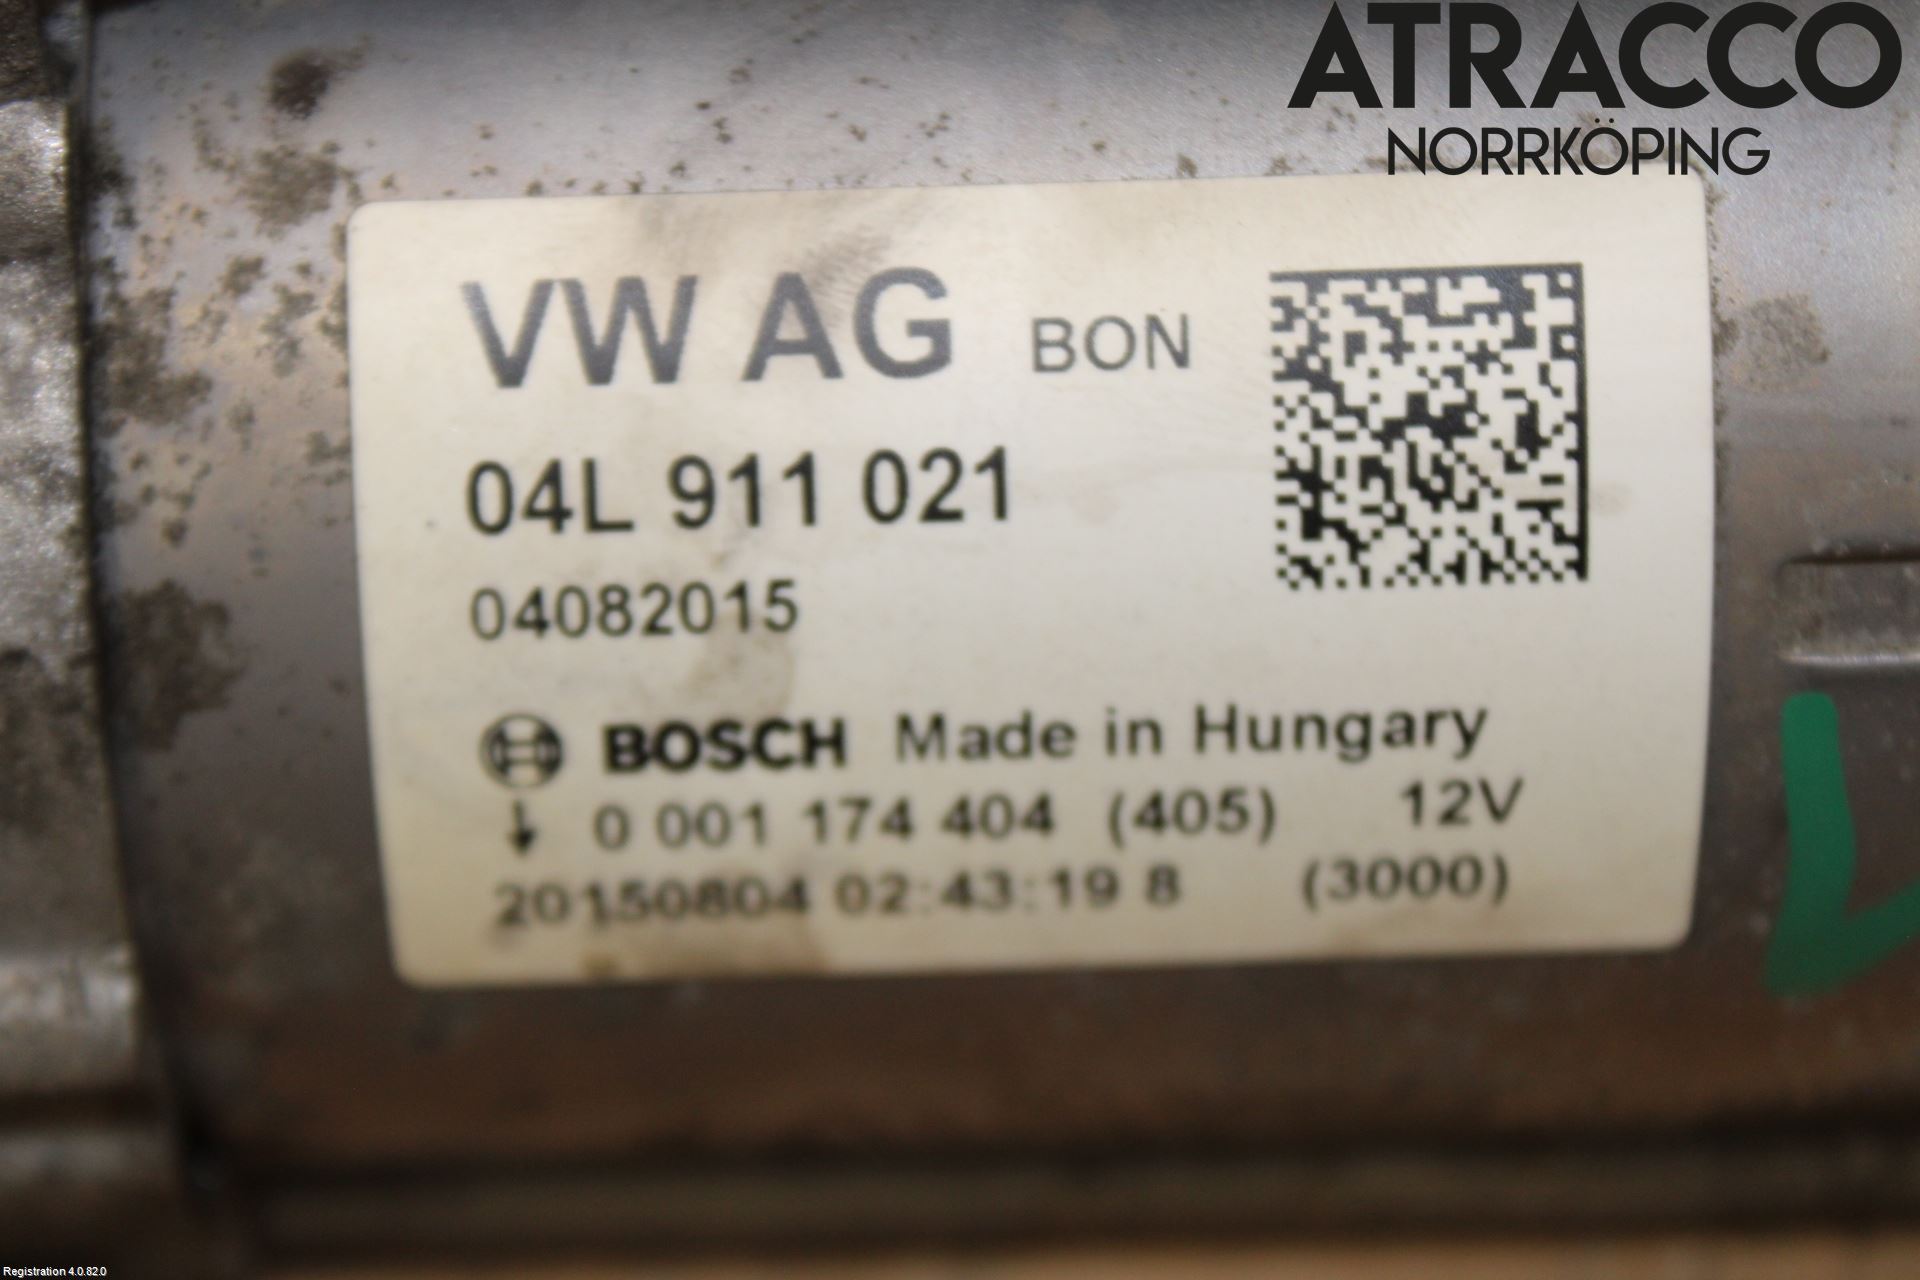 ATRACCO
NORRKÖPING
VW AG BON
04L 911 021
04082015
BOSCH Made in Hungary
↓ 0 001 174 404 (405) 12V
20150804 02:43:19 8 (3000)
Registration 4.0.82.0